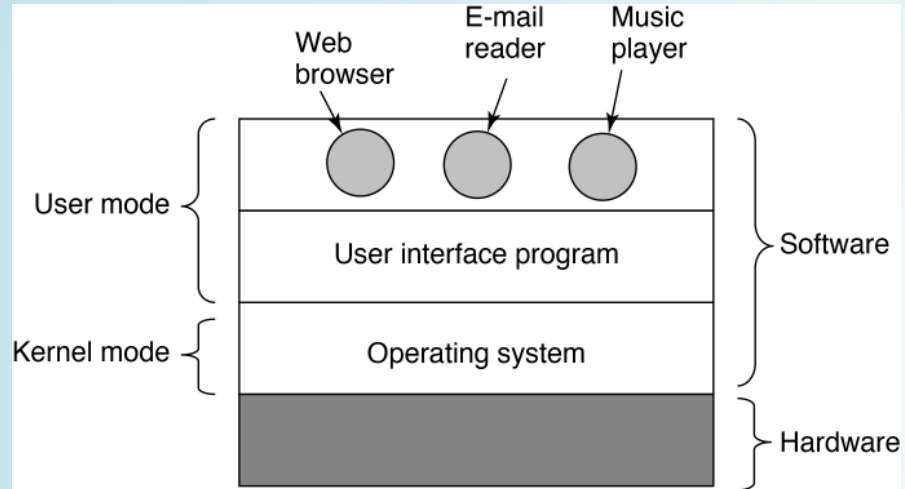 Web
browser
E-mail
reader
Music
player
User mode
User interface program
Software
Kernel mode
Operating system
Hardware